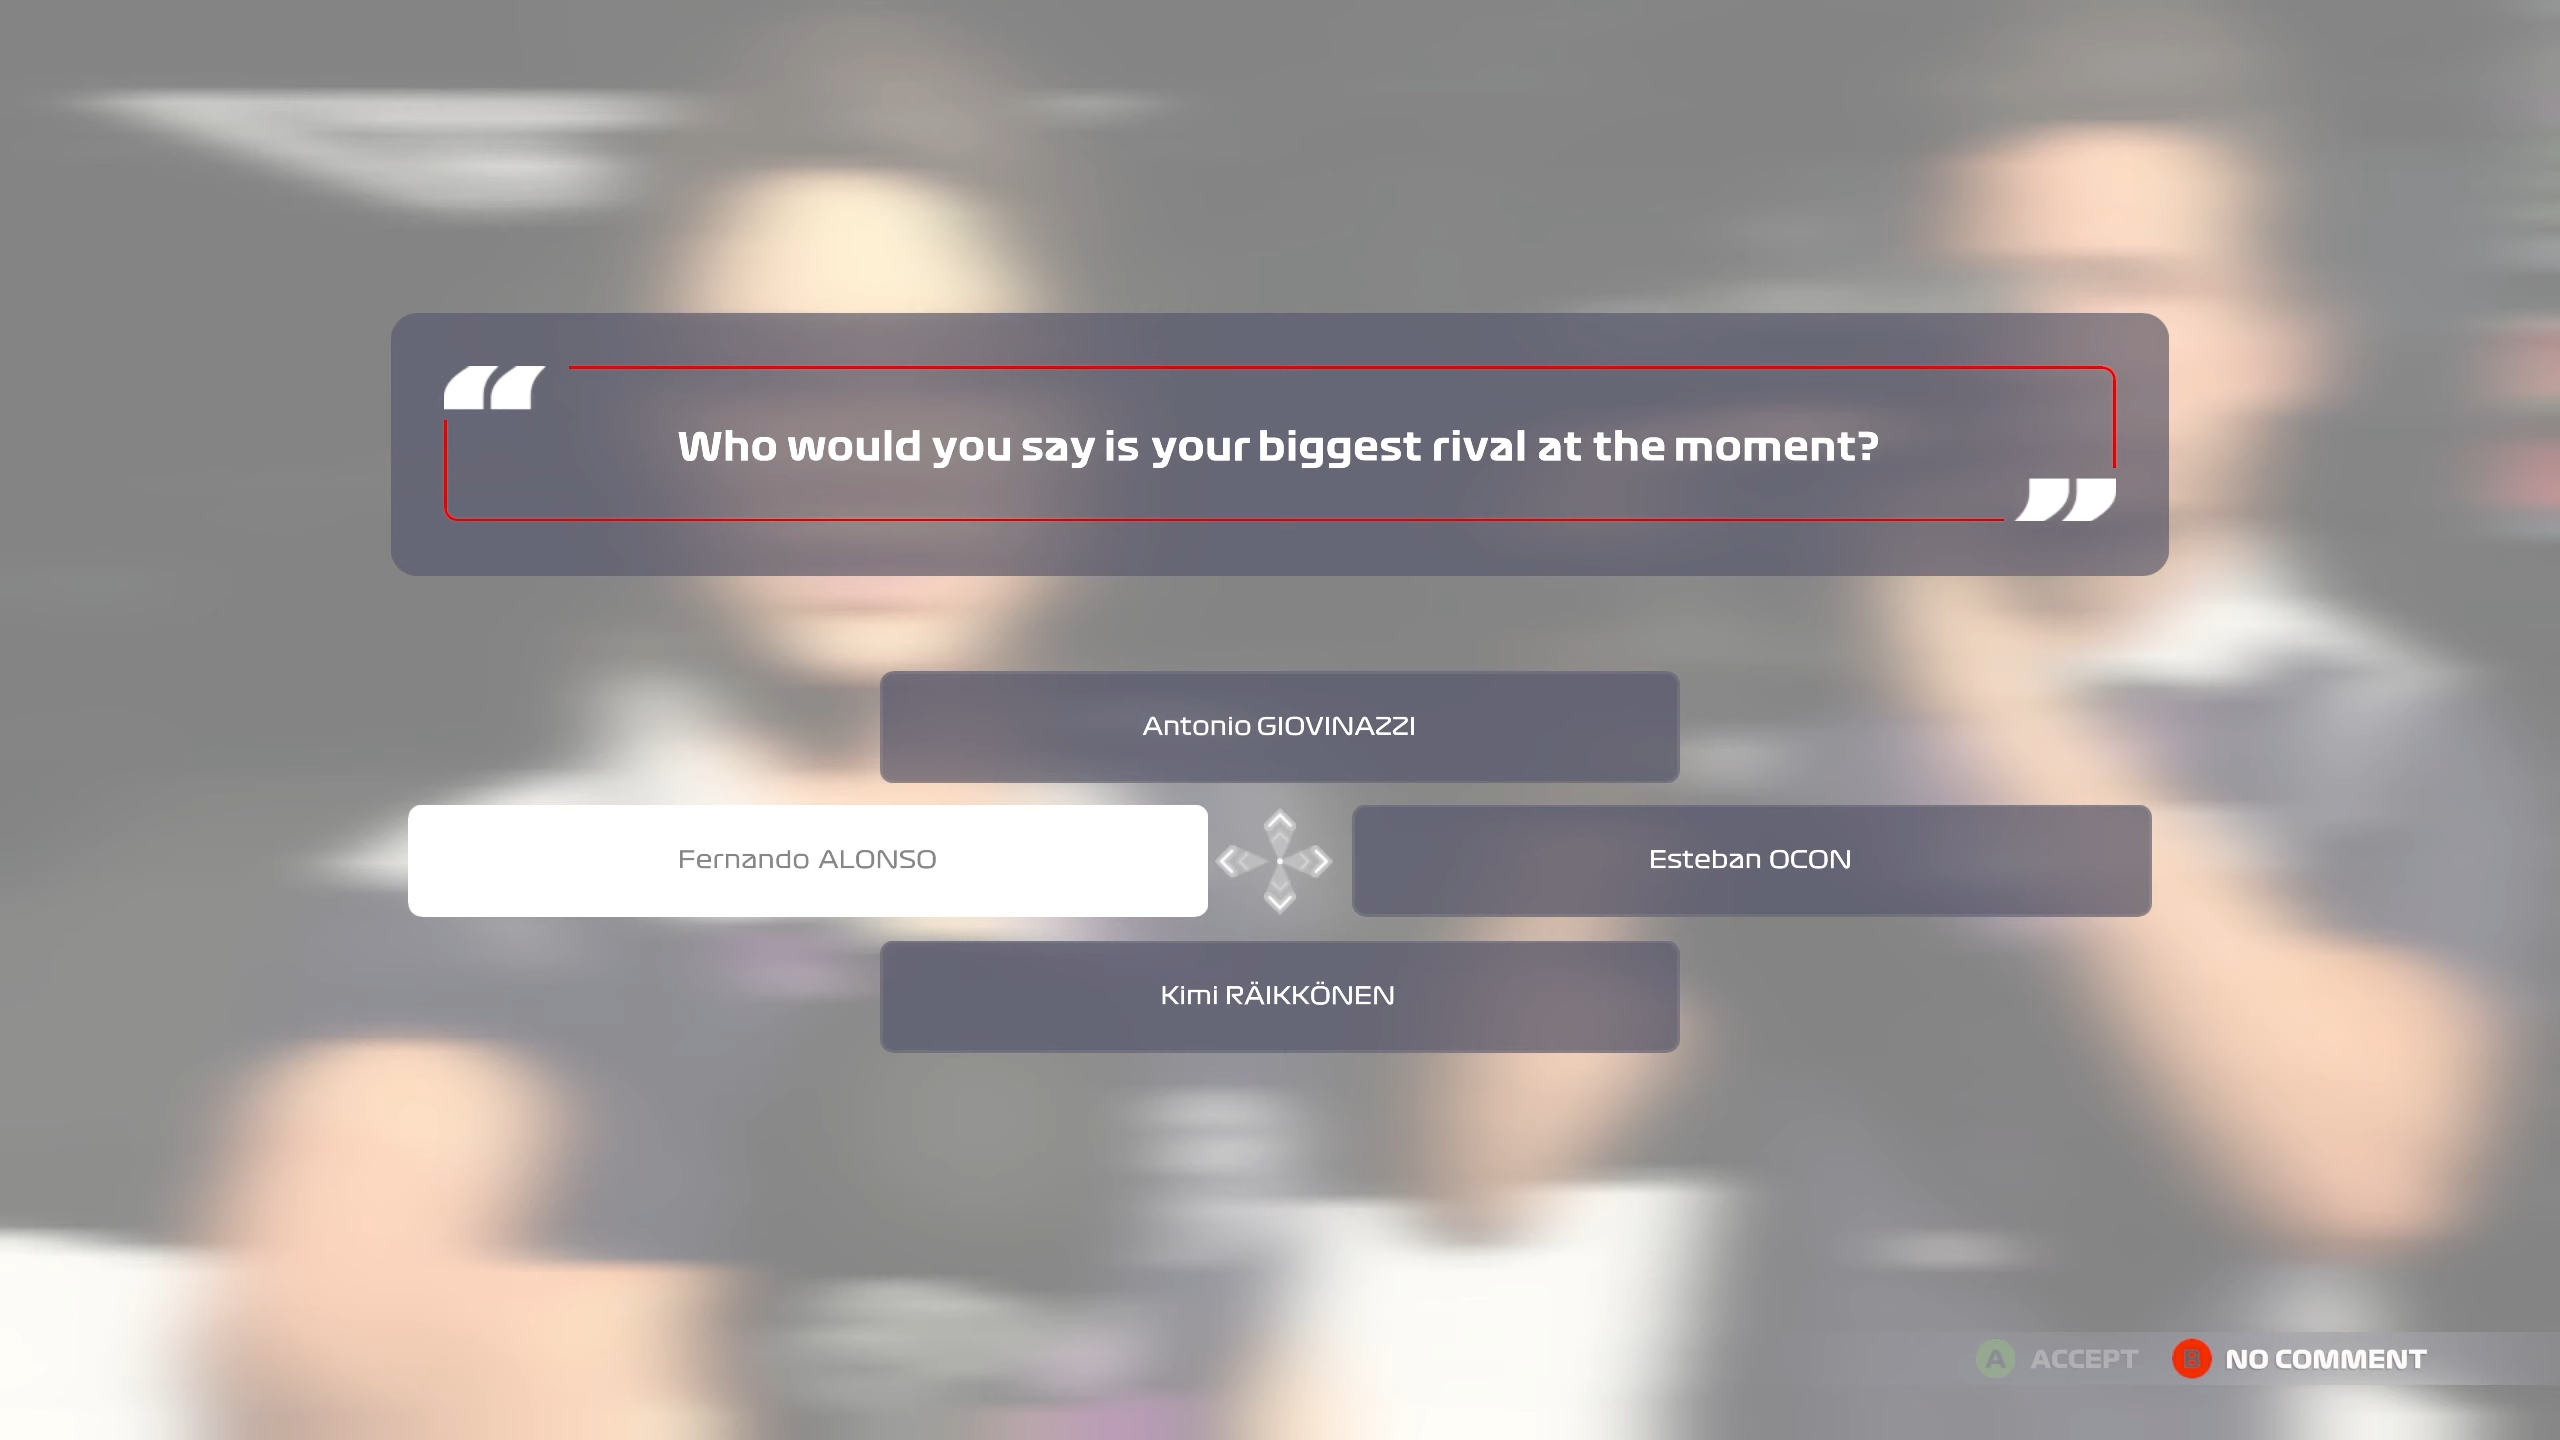 Who would you say is your biggest rival at the moment?
Antonio GIOVINAZZI
Fernando ALONSO
Esteban OCON
Kimi RÄIKKÖNEN
A ACCEPT B NO COMMENT